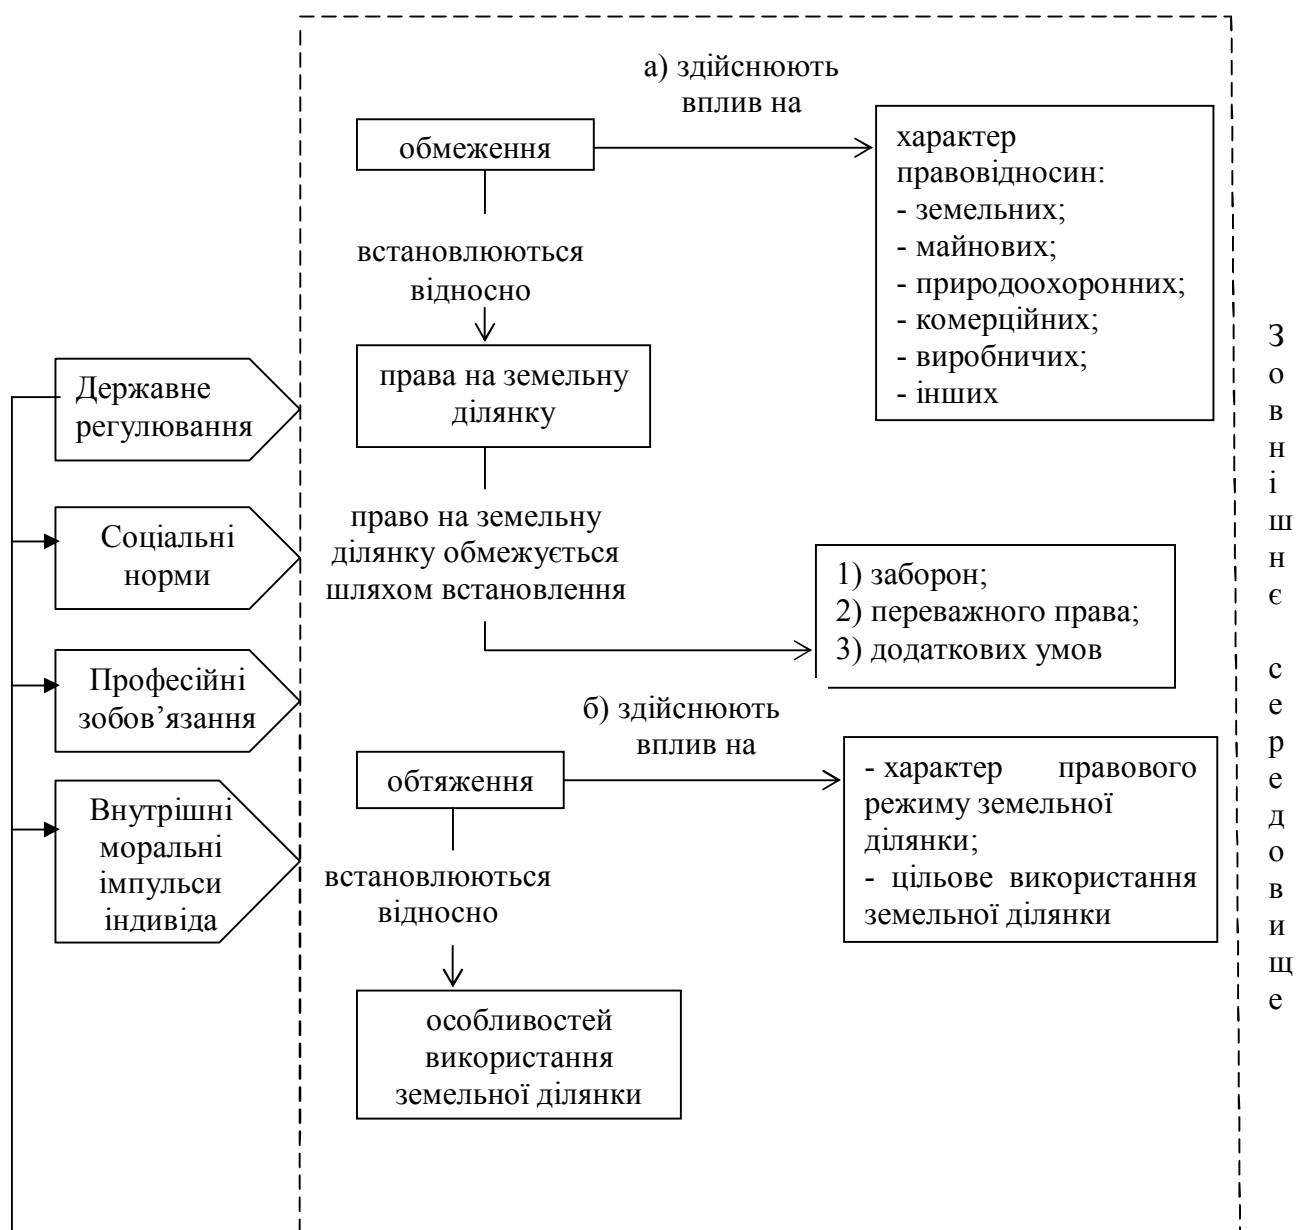 а) здійснюють
вплив на
обмеження
характер
правовідносин:
- земельних;
- майнових;
- природоохоронних;
- комерційних;
- виробничих;
- інших
встановлюються
відносно
права на земельну
ділянку
Державне
регулювання
право на земельну
ділянку обмежується
шляхом встановлення
Соціальні
норми
1) заборон;
2) переважного права;
3) додаткових умов
Професійні
зобов’язання
б) здійснюють
вплив на
обтяження
- характер правового
режиму земельної
ділянки;
- цільове використання
земельної ділянки
Внутрішні
моральні
імпульси
індивіда
встановлюються
відносно
особливостей
використання
земельної ділянки
Зовнішнє середовище